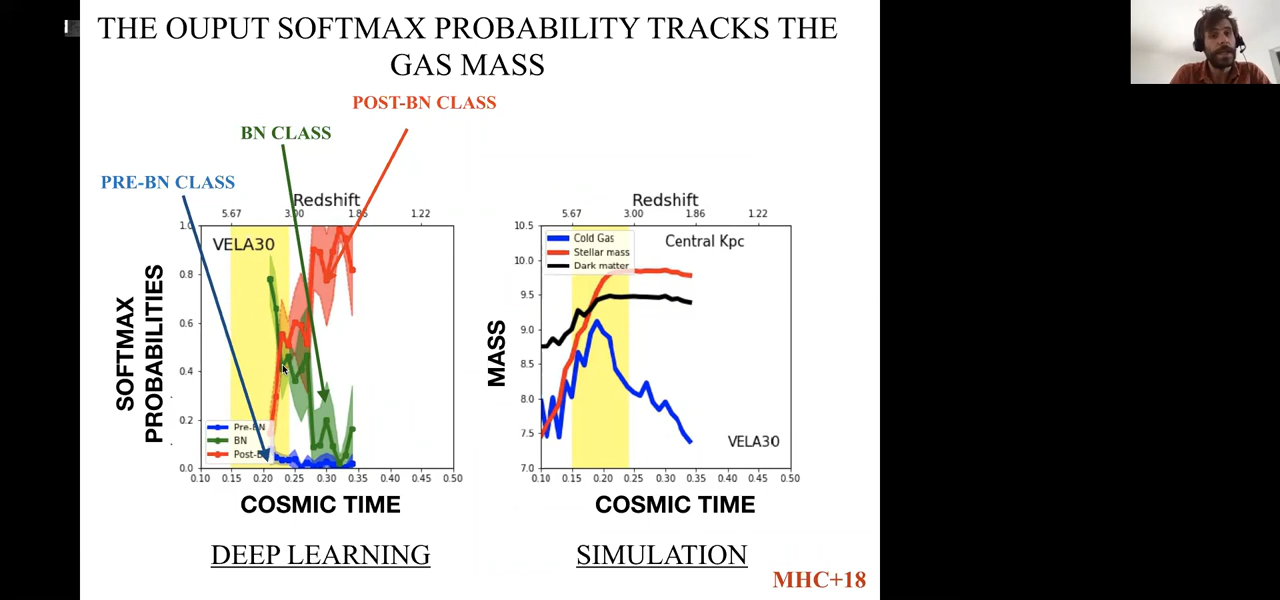 THE OUPUT SOFTMAX PROBABILITY TRACKS THE
GAS MASS
POST-BN CLASS
BN CLASS
PRE-BN CLASS
Redshift
5.67 3.00 1.86 1.22
VELA30
1.0
0.8
0.6
0.4
0.2
0.0
SOFTMAX
PROBABILITIES
Pre-BN
BN
Post-B
0.10 0.15 0.20 0.25 0.30 0.35 0.40 0.45 0.50
COSMIC TIME
DEEP LEARNING
Redshift
5.67 3.00 1.86 1.22
Cold Gas
Stellar mass
Dark matter
Central Kpc
10.5
10.0
9.5
9.0
8.5
8.0
7.5
7.0
MASS
VELA30
0.10 0.15 0.20 0.25 0.30 0.35 0.40 0.45 0.50
COSMIC TIME
SIMULATION
MHC+18